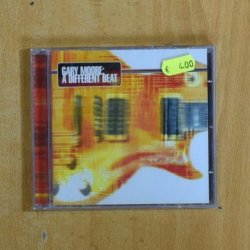 GARY MOORE:
A DIFFERENT BEAT
€ 4.00